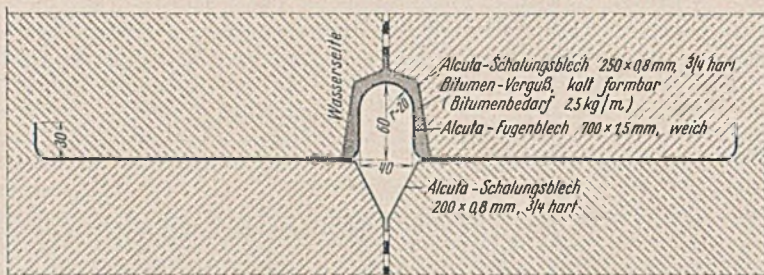 Wasserseite
Alcuta-Schalungsblech 250×0,8 mm, 3/4 hart
Bitumen-Verguß, kalt formbar
(Bitumenbedarf 2,5 kg/m.)
r=20
60
Alcuta-Fugenblech 700×1,5 mm, weich
30
40
Alcuta-Schalungsblech
200×0,8 mm, 3/4 hart